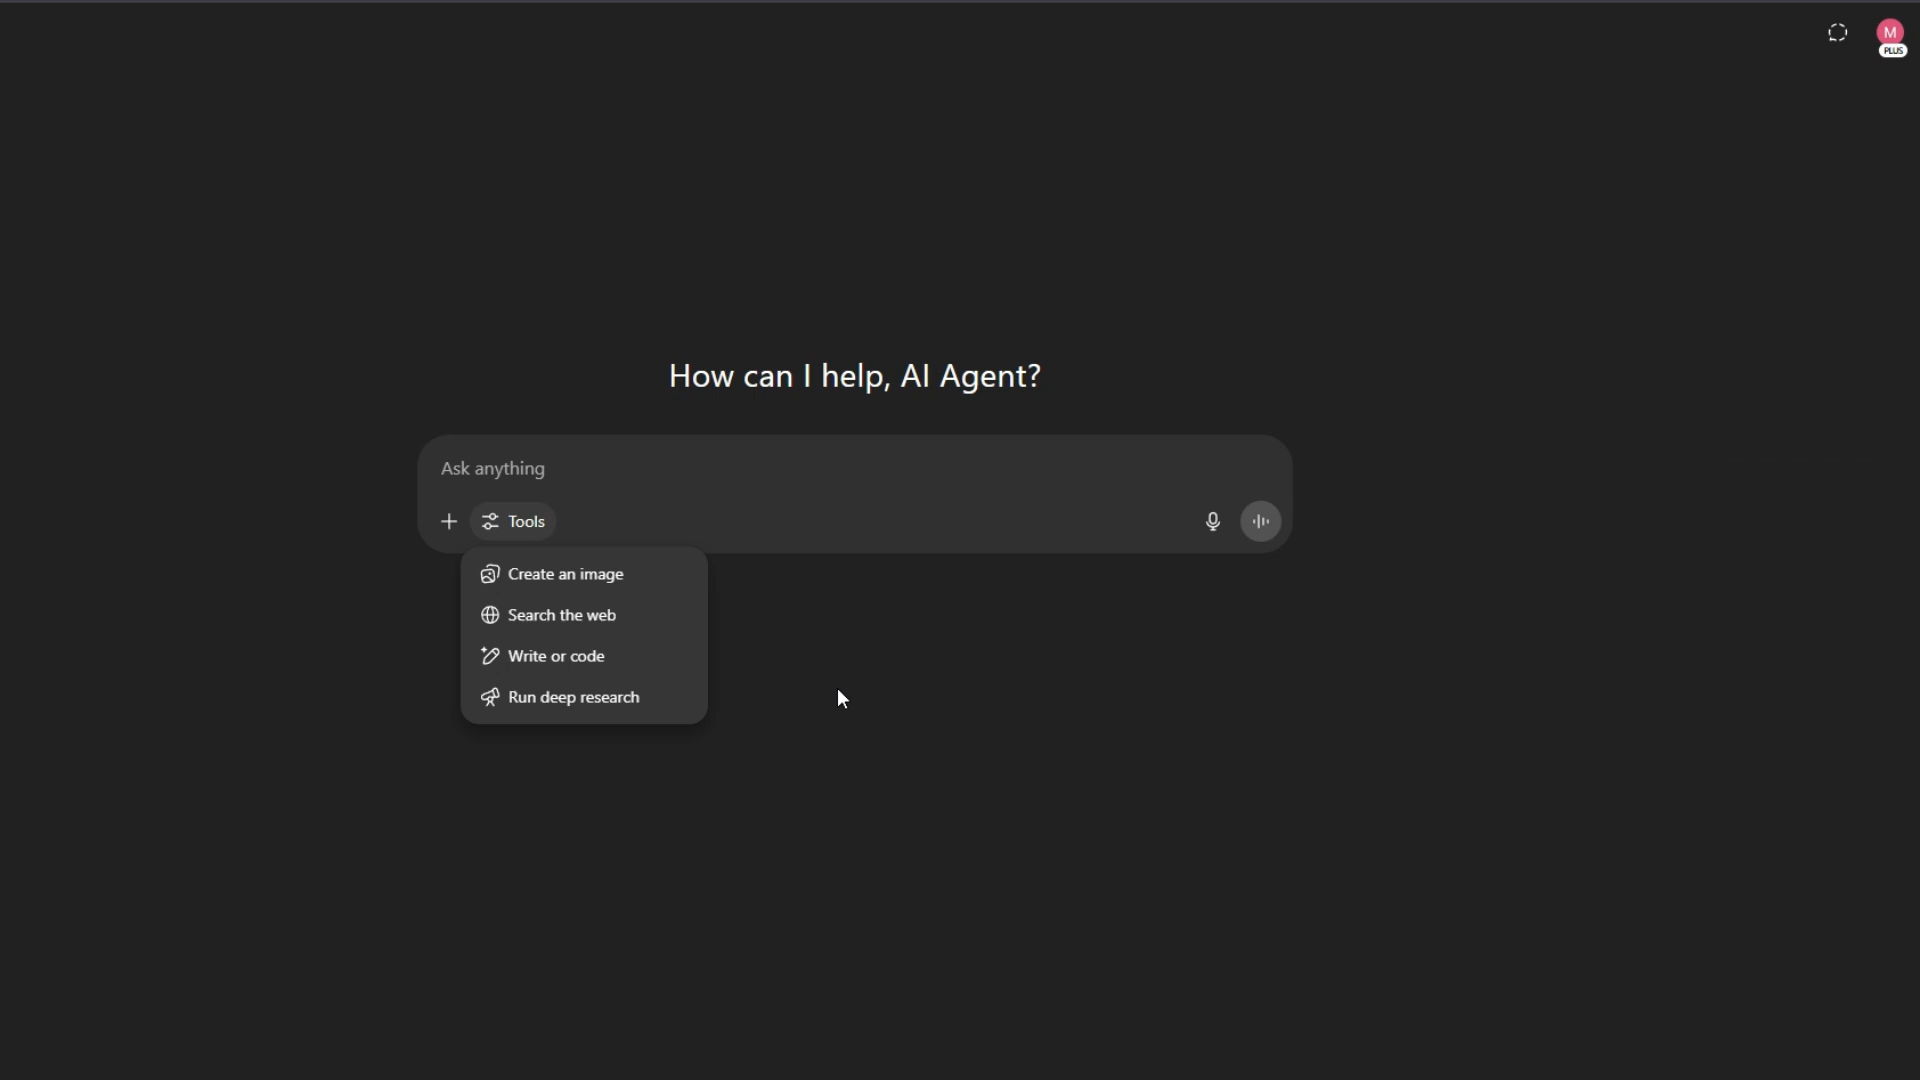 M
PLUS
How can I help, AI Agent?
Ask anything
Tools
Create an image
Search the web
Write or code
Run deep research